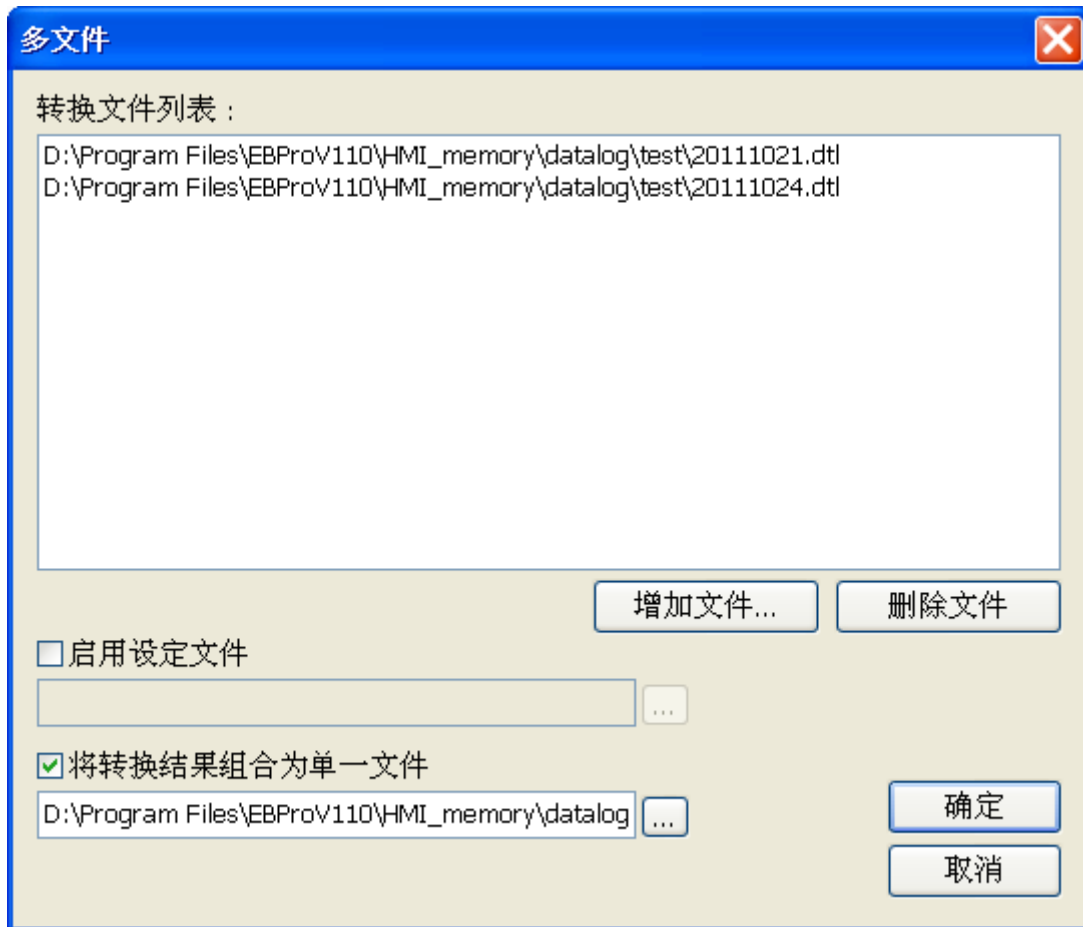 多文件
转换文件列表：
D:\Program Files\EBProV110\HMI_memory\datalog\test\20111021.dtl
D:\Program Files\EBProV110\HMI_memory\datalog\test\20111024.dtl
增加文件... 删除文件
启用设定文件
...
将转换结果组合为单一文件
D:\Program Files\EBProV110\HMI_memory\datalog ...
确定
取消